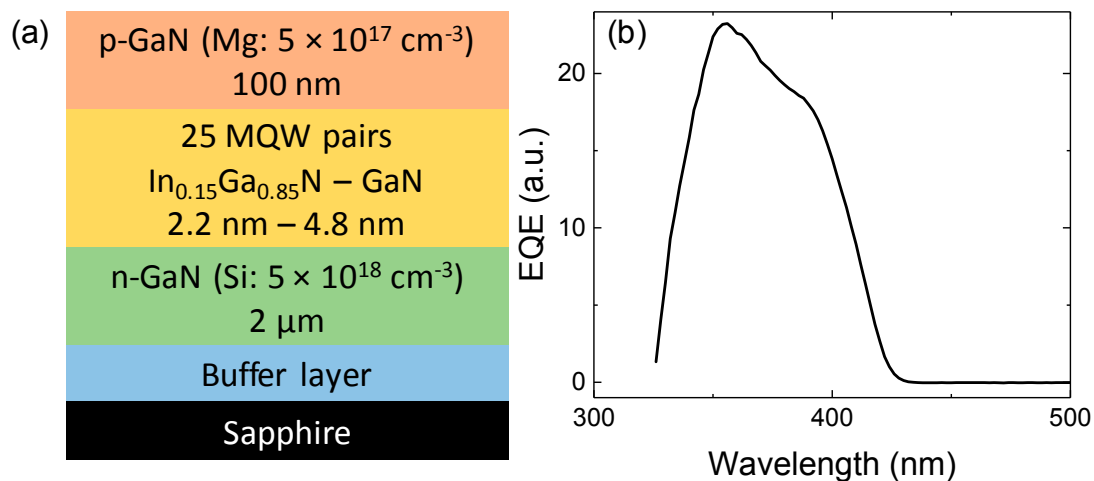 (a)
p-GaN (Mg: 5 × 10¹⁷ cm⁻³)
100 nm
25 MQW pairs
In₀.₁₅Ga₀.₈₅N – GaN
2.2 nm – 4.8 nm
n-GaN (Si: 5 × 10¹⁸ cm⁻³)
2 μm
Buffer layer
Sapphire
(b)
EQE (a.u.)
20
10
0
300
400
500
Wavelength (nm)